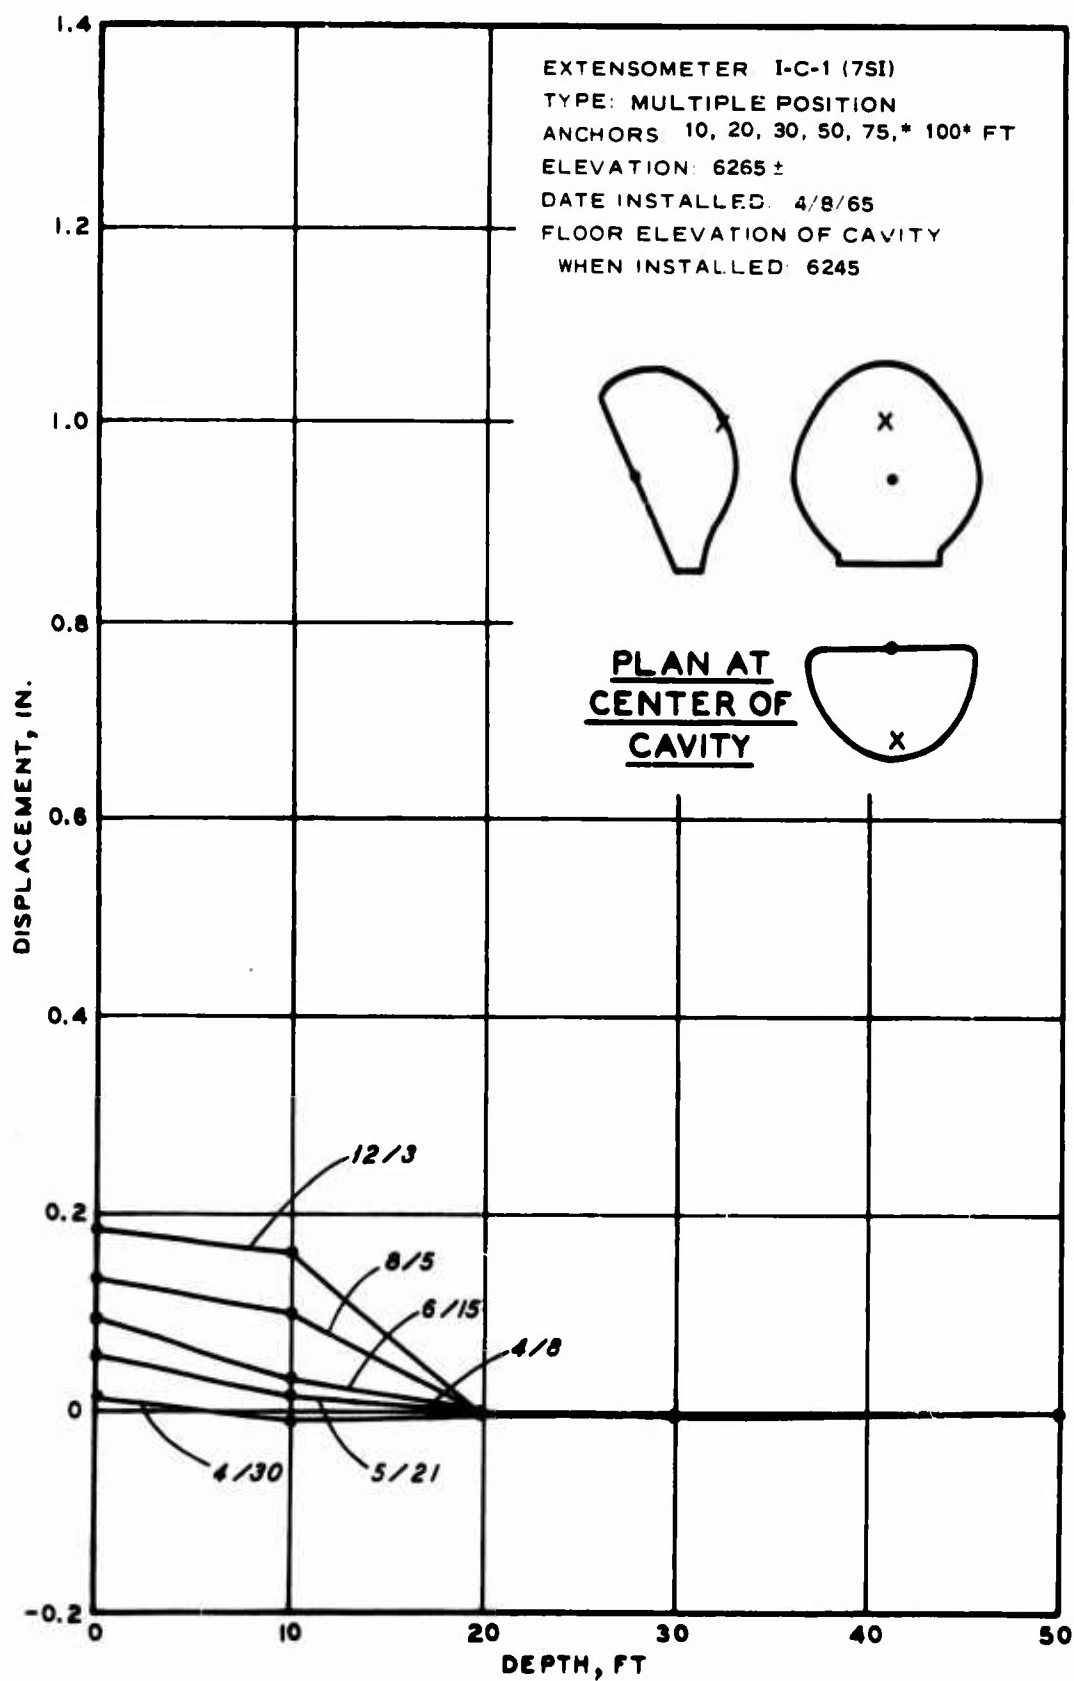 1.4
EXTENSOMETER I-C-1 (7SI)
TYPE: MULTIPLE POSITION
ANCHORS 10, 20, 30, 50, 75,* 100* FT
ELEVATION: 6265 ±
DATE INSTALLED 4/8/65
1.2
FLOOR ELEVATION OF CAVITY
WHEN INSTALLED 6245
1.0
X X
0.8
PLAN AT
CENTER OF
CAVITY
X
DISPLACEMENT, IN.
0.6
0.4
12/3
0.2
8/5
6/15
4/8
0
4/30 5/21
-0.2
0 10 20 30 40 50
DEPTH, FT